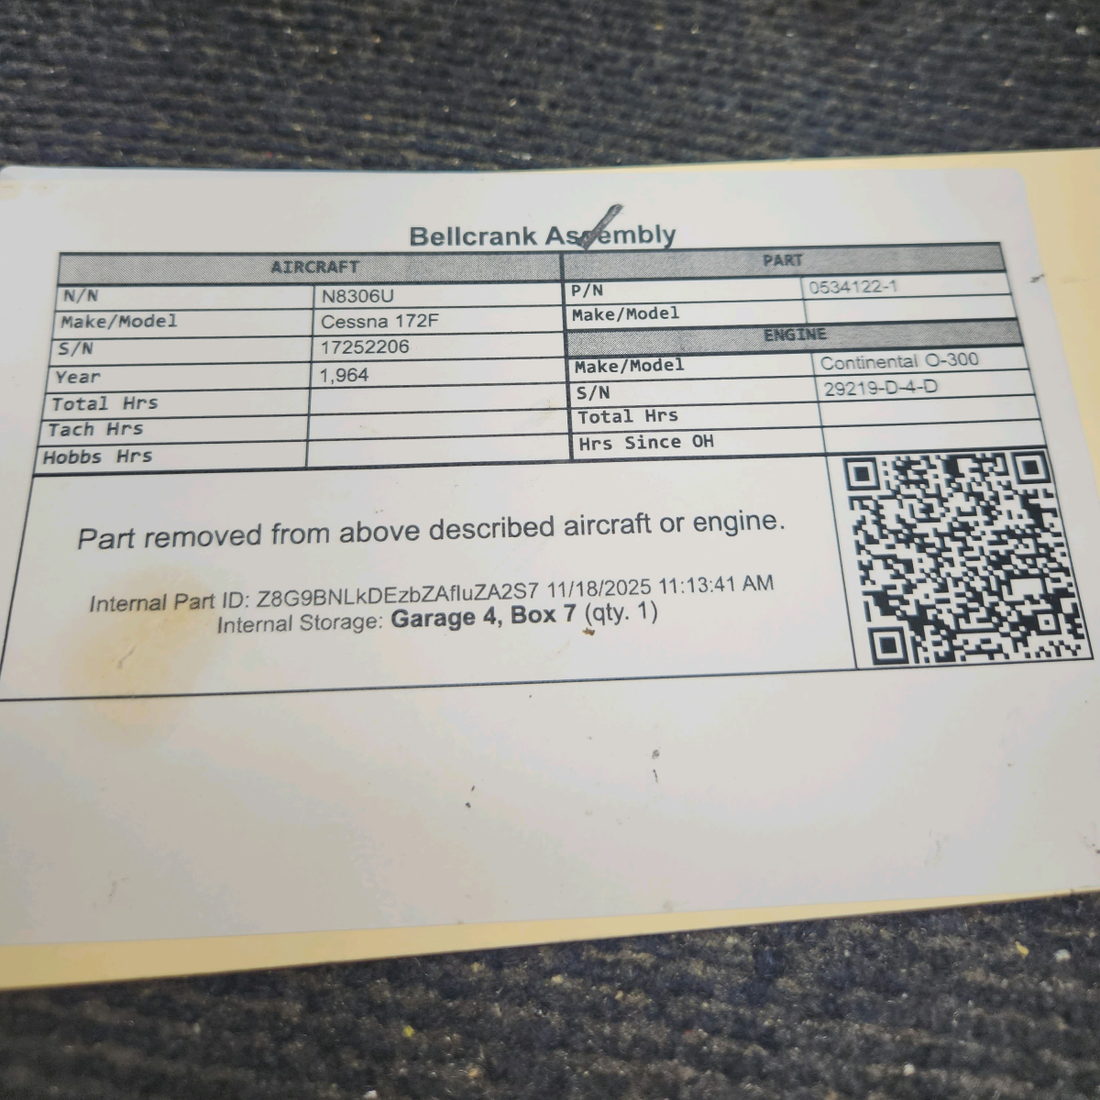 Bellcrank Assembly
AIRCRAFT
N/N N8306U
Make/Model Cessna 172F
S/N 17252206
Year 1,964
Total Hrs
Tach Hrs
Hobbs Hrs
PART
P/N 0534122-1
Make/Model
ENGINE
Make/Model Continental O-300
S/N 29219-D-4-D
Total Hrs
Hrs Since OH
Part removed from above described aircraft or engine.
Internal Part ID: Z8G9BNLkDEzbZAfluZA2S7 11/18/2025 11:13:41 AM
Internal Storage: Garage 4, Box 7 (qty. 1)